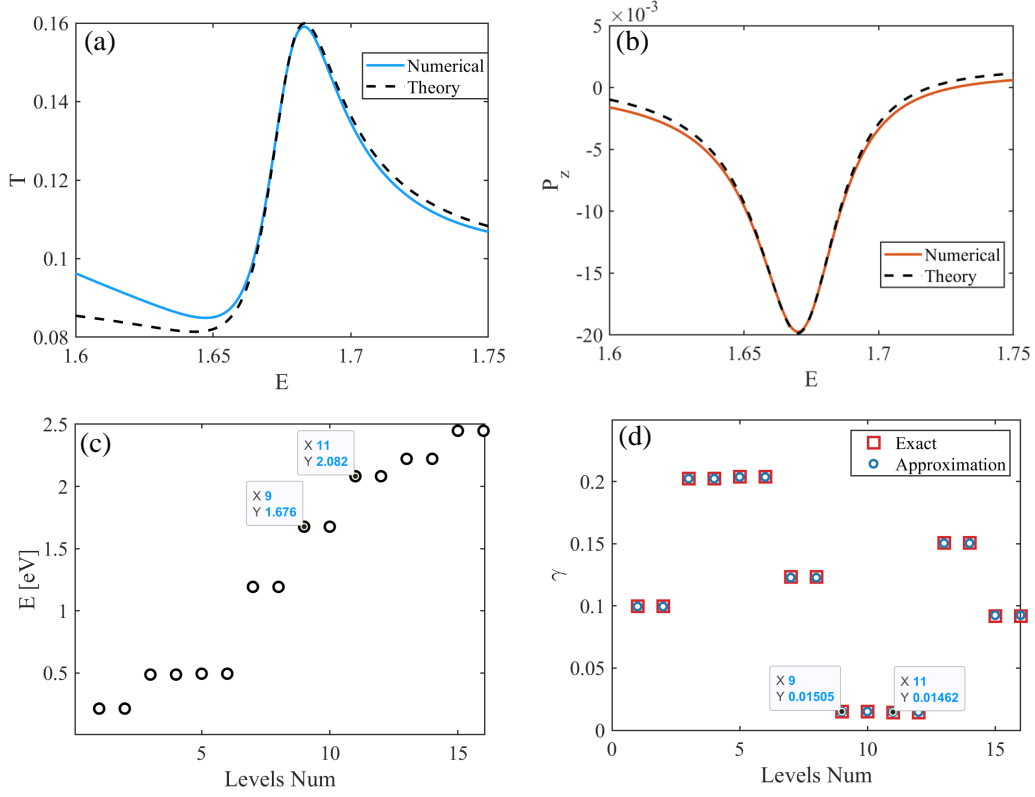 (a)
Numerical
Theory
0.16
0.14
0.12
0.1
0.08
T
1.6
1.65
1.7
1.75
E
×10⁻³
(b)
5
0
-5
-10
-15
-20
P_z
Numerical
Theory
1.6
1.65
1.7
1.75
E
(c)
2.5
2
1.5
1
0.5
E [eV]
X 11
Y 2.082
X 9
Y 1.676
5
10
15
Levels Num
(d)
Exact
Approximation
0.2
0.15
0.1
0.05
0
γ
X 9
Y 0.01505
X 11
Y 0.01462
0
5
10
15
Levels Num